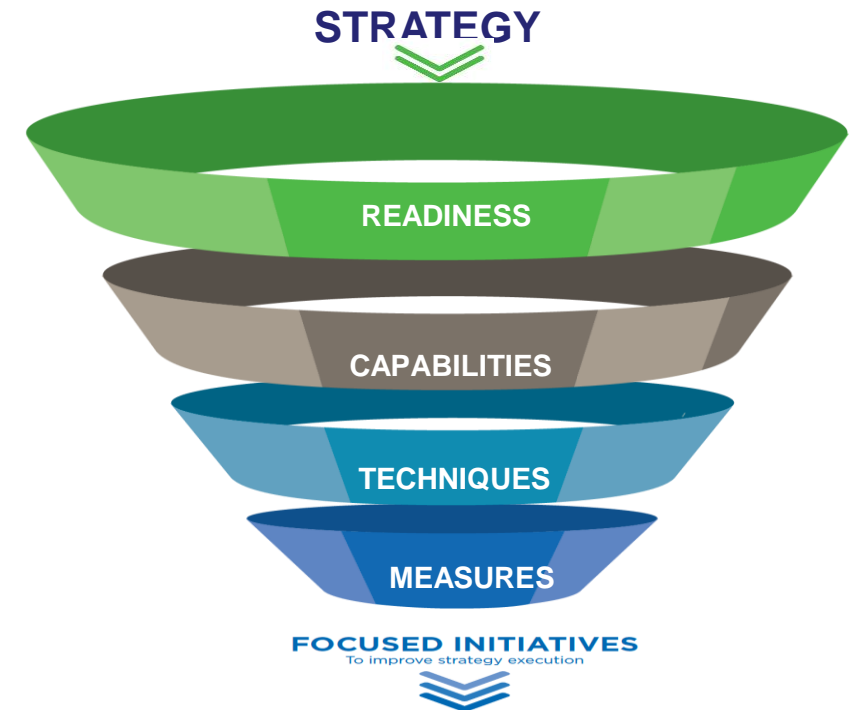 STRATEGY
READINESS
CAPABILITIES
TECHNIQUES
MEASURES
FOCUSED INITIATIVES
To improve strategy execution